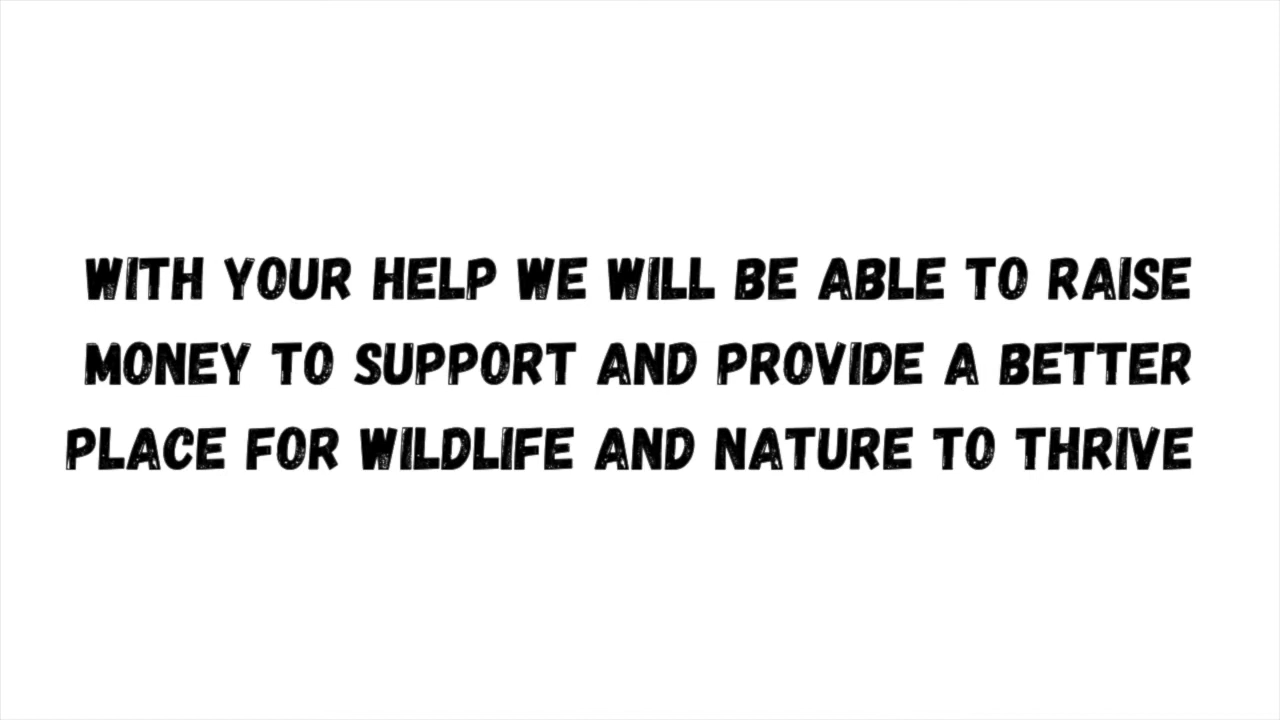 WITH YOUR HELP WE WILL BE ABLE TO RAISE
MONEY TO SUPPORT AND PROVIDE A BETTER
PLACE FOR WILDLIFE AND NATURE TO THRIVE